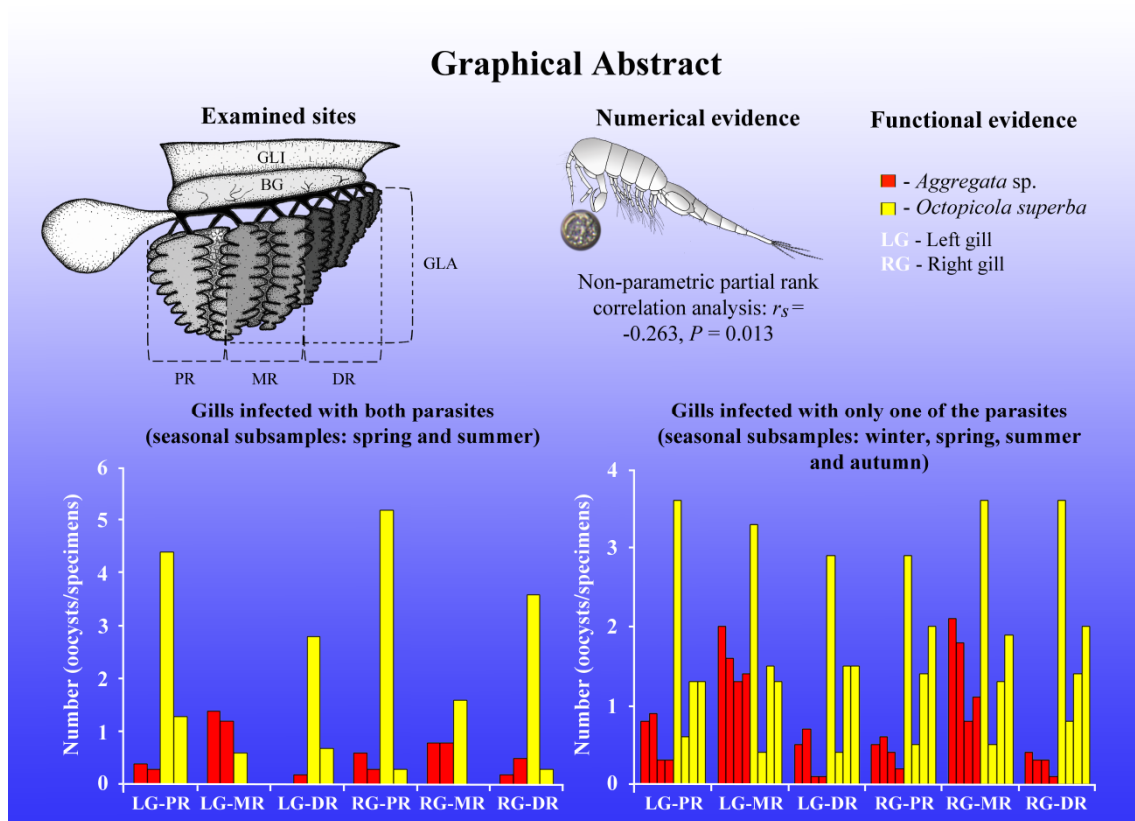 Graphical Abstract
Examined sites
GLI
BG
GLA
PR MR DR
Numerical evidence
Non-parametric partial rank
correlation analysis: rs =
-0.263, P = 0.013
Functional evidence
- Aggregata sp.
- Octopicola superba
LG - Left gill
RG - Right gill
Gills infected with both parasites
(seasonal subsamples: spring and summer)
Number (oocysts/specimens)
6
5
4
3
2
1
0
LG-PR LG-MR LG-DR RG-PR RG-MR RG-DR
Gills infected with only one of the parasites
(seasonal subsamples: winter, spring, summer
and autumn)
Number (oocysts/specimens)
4
3
2
1
0
LG-PR LG-MR LG-DR RG-PR RG-MR RG-DR